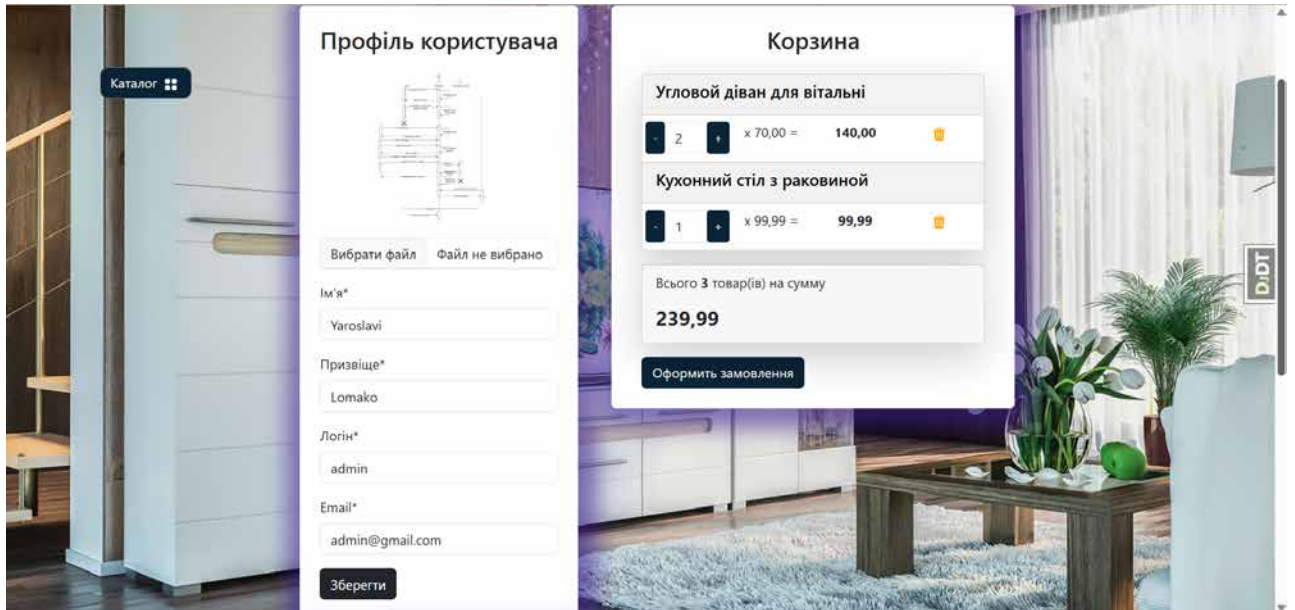 Каталог
Профіль користувача
Вибрати файл Файл не вибрано
Ім'я*
Yaroslavi
Призвіще*
Lomako
Логін*
admin
Email*
admin@gmail.com
Зберегти
Корзина
Угловой діван для вітальні
- 2 + x 70,00 = 140,00
Кухонний стіл з раковиной
- 1 + x 99,99 = 99,99
Всього 3 товар(ів) на сумму
239,99
Оформить замовлення
DJDT